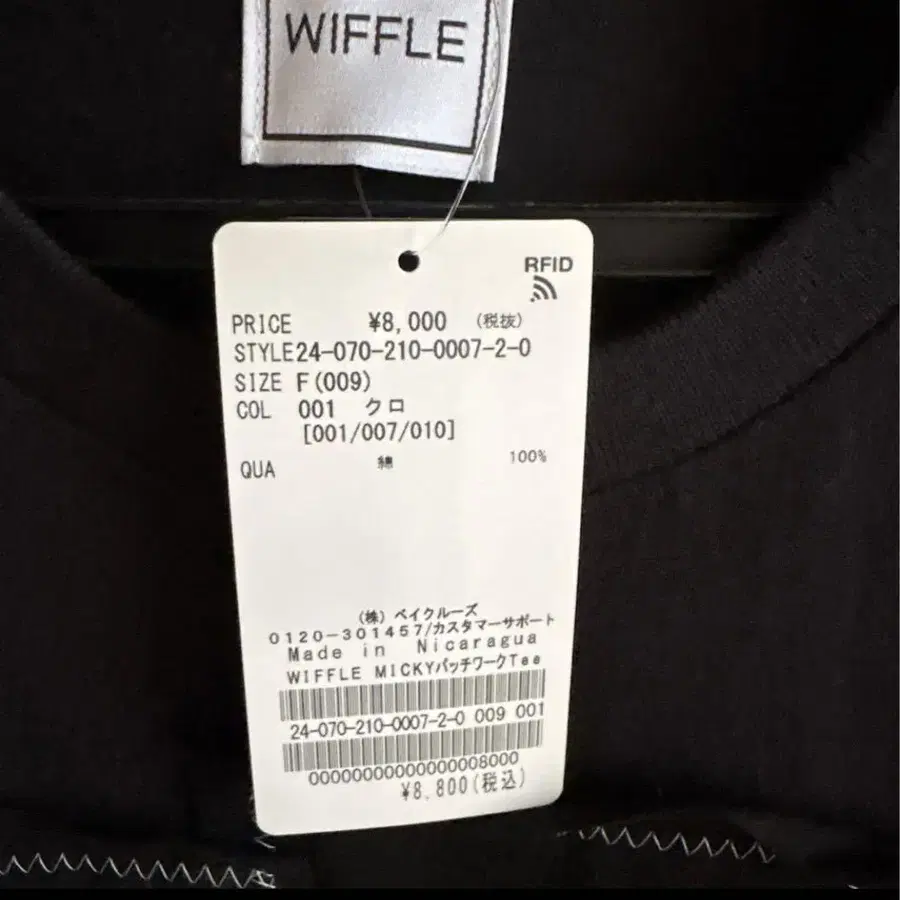 WIFFLE
RFID
PRICE ¥8,000 (税抜)
STYLE24-070-210-0007-2-0
SIZE F(009)
COL 001 クロ
[001/007/010]
QUA 綿 100%
(株) ベイクルーズ
0120-301457/カスタマーサポート
Made in Nicaragua
WIFFLE MICKYパッチワークTee
24-070-210-0007-2-0 009 001
00000000000000000008000
¥8,800(税込)